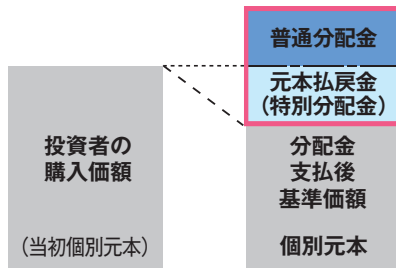 普通分配金
元本払戻金
（特別分配金）
投資者の
購入価額
（当初個別元本）
分配金
支払後
基準価額
個別元本